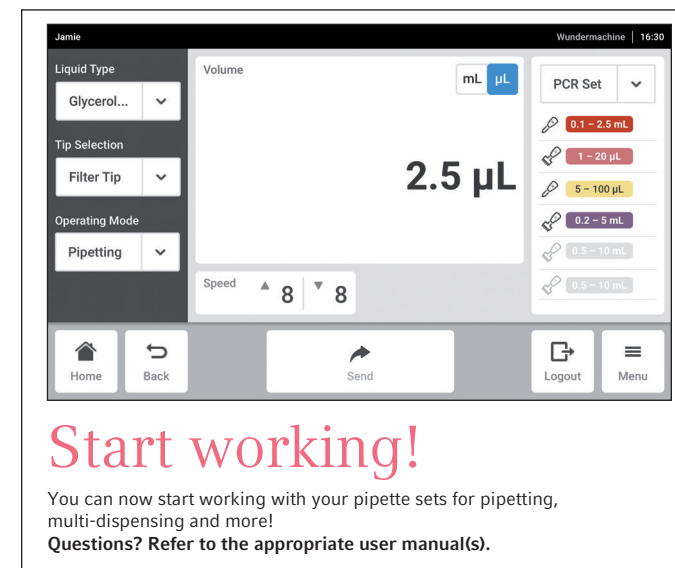 Jamie
Wundermachine | 16:30
Liquid Type
Glycerol...
Tip Selection
Filter Tip
Operating Mode
Pipetting
Volume
mL
µL
2.5 µL
Speed
▲ 8 ▼ 8
PCR Set
0.1 – 2.5 mL
1 – 20 µL
5 – 100 µL
0.2 – 5 mL
0.5 – 10 mL
0.5 – 10 mL
Home
Back
Send
Logout
Menu
Start working!
You can now start working with your pipette sets for pipetting,
multi-dispensing and more!
Questions? Refer to the appropriate user manual(s).